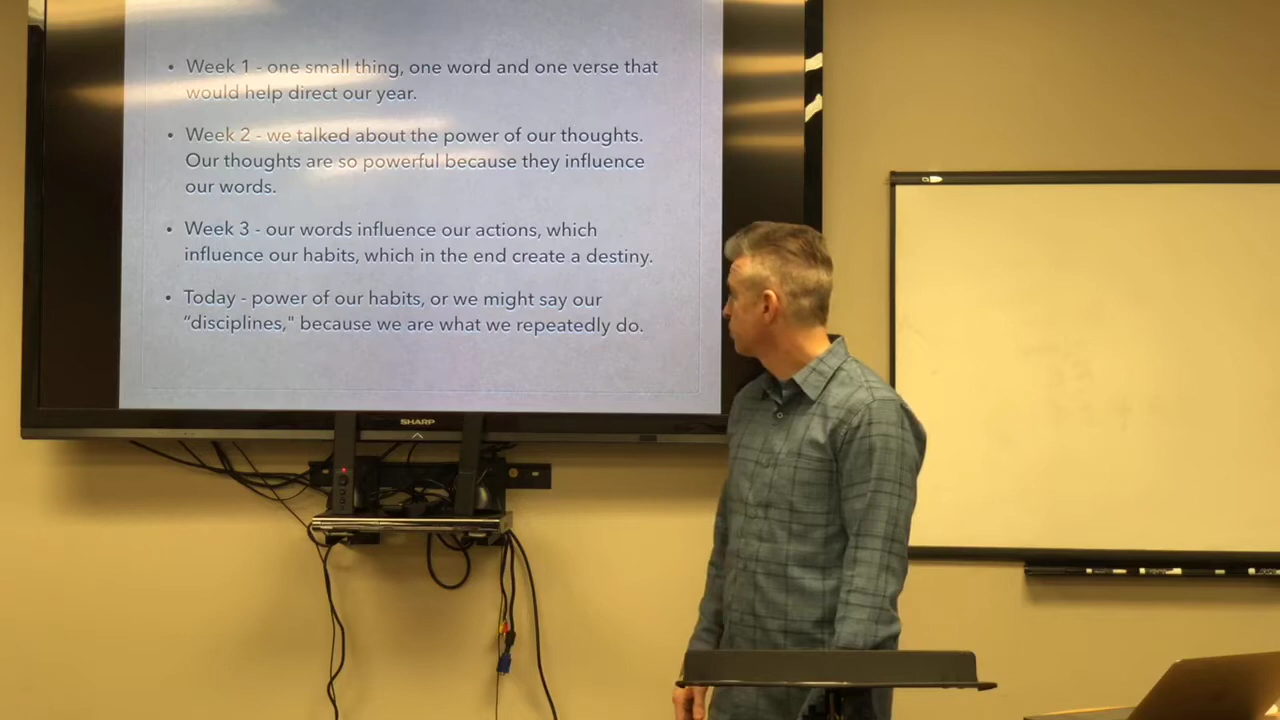 • Week 1 - one small thing, one word and one verse that
would help direct our year.
• Week 2 - we talked about the power of our thoughts.
Our thoughts are so powerful because they influence
our words.
• Week 3 - our words influence our actions, which
influence our habits, which in the end create a destiny.
• Today - power of our habits, or we might say our
“disciplines," because we are what we repeatedly do.
SHARP